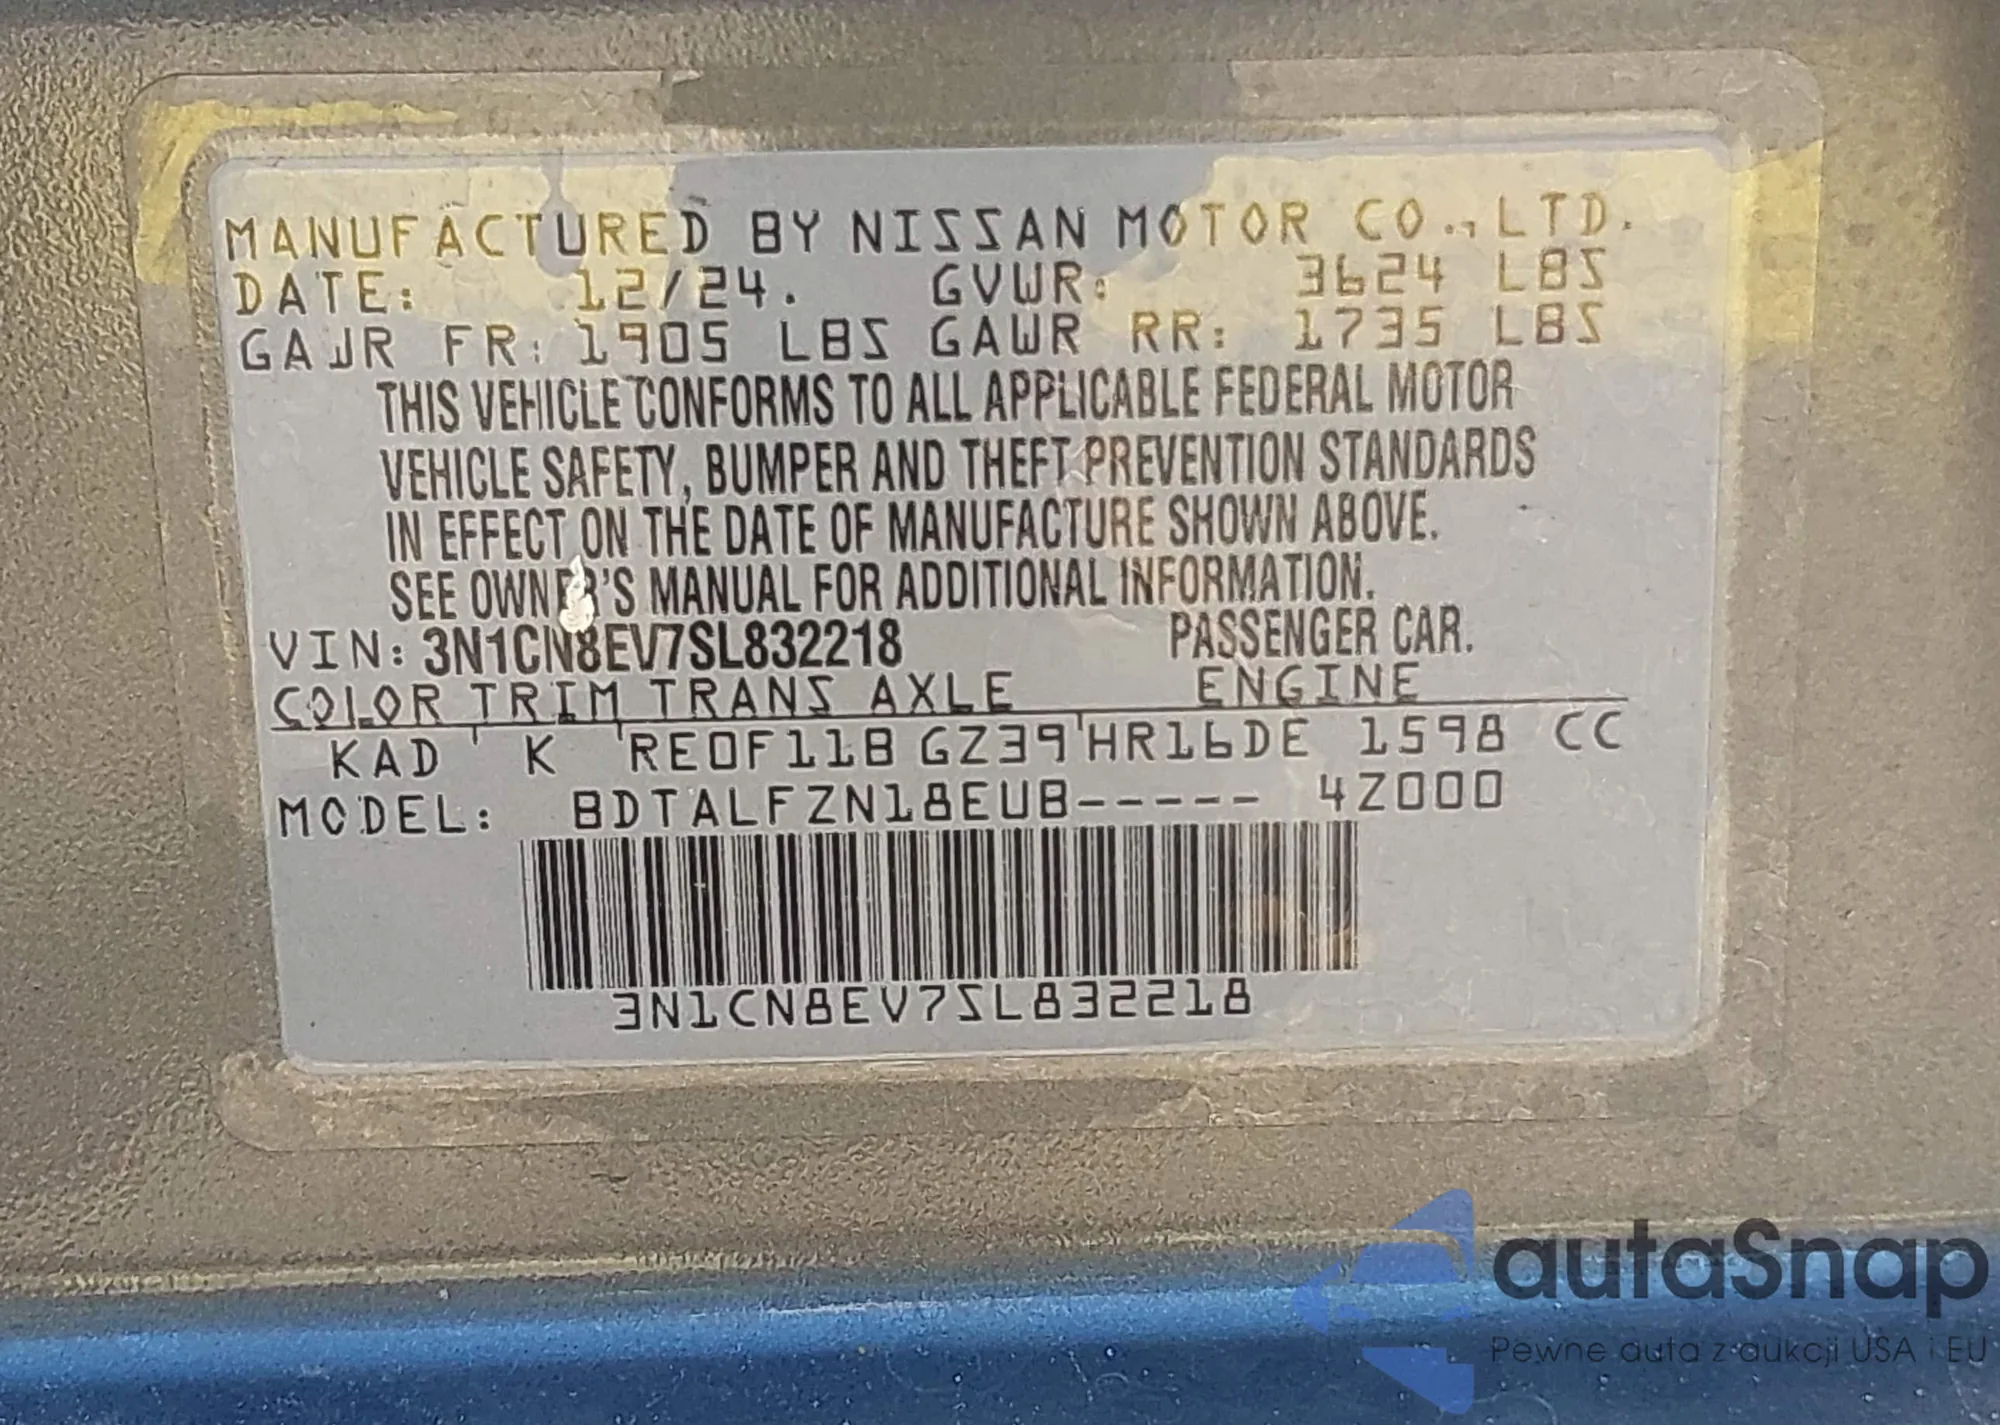 MANUFACTURED BY NISSAN MOTOR CO.,LTD.
DATE: 12/24. GVWR: 3624 LBS
GAWR FR: 1905 LBS GAWR RR: 1735 LBS
THIS VEHICLE CONFORMS TO ALL APPLICABLE FEDERAL MOTOR
VEHICLE SAFETY, BUMPER AND THEFT PREVENTION STANDARDS
IN EFFECT ON THE DATE OF MANUFACTURE SHOWN ABOVE.
SEE OWNER'S MANUAL FOR ADDITIONAL INFORMATION.
VIN: 3N1CN8EV7SL832218 PASSENGER CAR.
COLOR TRIM TRANS AXLE ENGINE
KAD K RE0F11B GZ39 HR16DE 1598 CC
MODEL: BDTALFZN18EUB----- 4Z000
3N1CN8EV7SL832218
autaSnap
Pewne auta z aukcji USA i EU